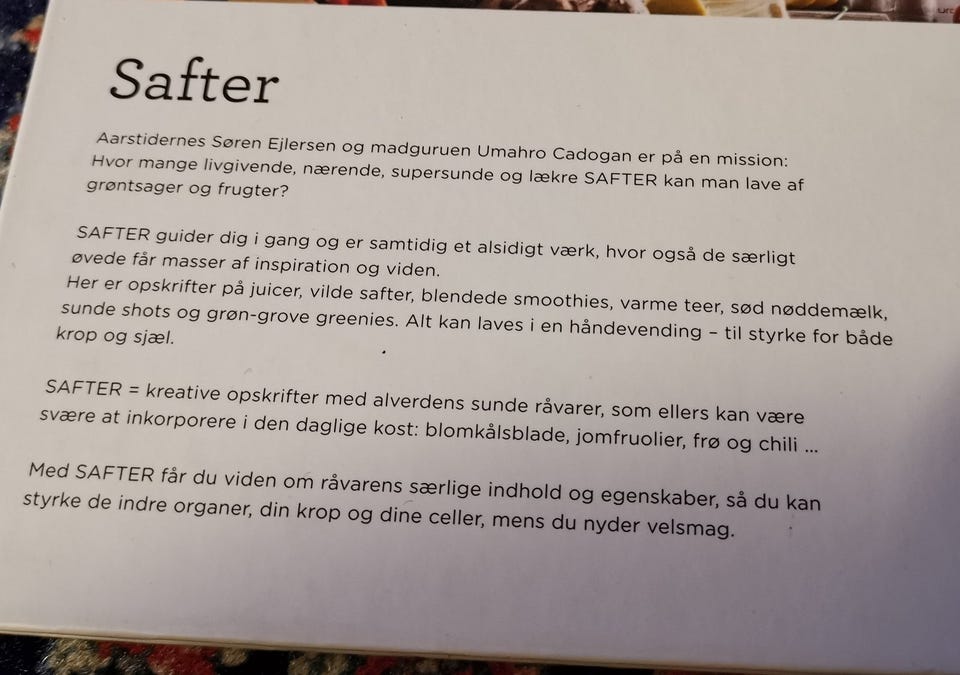 Safter
Aarstidernes Søren Ejlersen og madguruen Umahro Cadogan er på en mission:
Hvor mange livgivende, nærende, supersunde og lækre SAFTER kan man lave af
grøntsager og frugter?
SAFTER guider dig i gang og er samtidig et alsidigt værk, hvor også de særligt
øvede får masser af inspiration og viden.
Her er opskrifter på juicer, vilde safter, blendede smoothies, varme teer, sød nøddemælk,
sunde shots og grøn-grove greenies. Alt kan laves i en håndevending – til styrke for både
krop og sjæl.
SAFTER = kreative opskrifter med alverdens sunde råvarer, som ellers kan være
svære at inkorporere i den daglige kost: blomkålsblade, jomfruolier, frø og chili ...
Med SAFTER får du viden om råvarens særlige indhold og egenskaber, så du kan
styrke de indre organer, din krop og dine celler, mens du nyder velsmag.